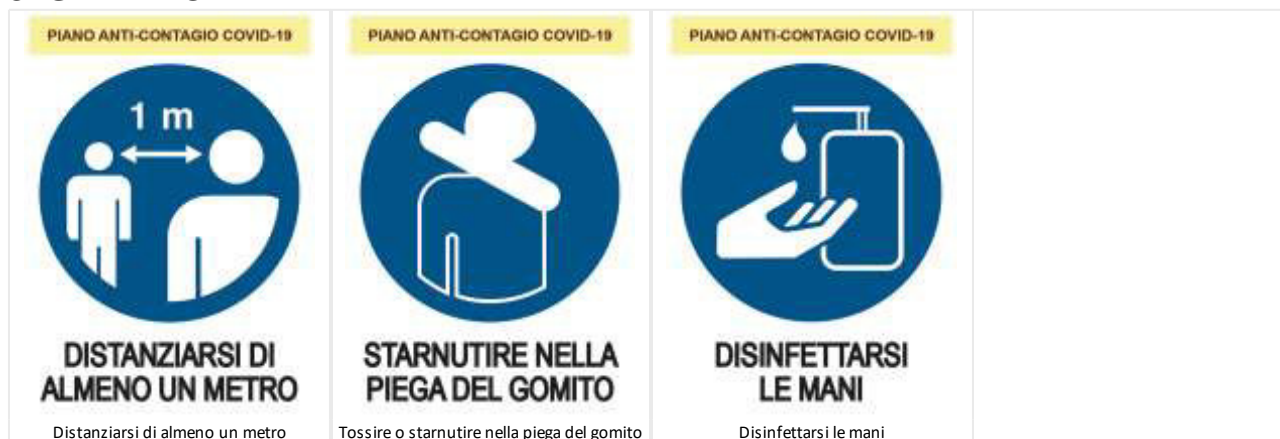 PIANO ANTI-CONTAGIO COVID-19
1 m
DISTANZIARSI DI
ALMENO UN METRO
Distanziarsi di almeno un metro
PIANO ANTI-CONTAGIO COVID-19
STARNUTIRE NELLA
PIEGA DEL GOMITO
Tossire o starnutire nella piega del gomito
PIANO ANTI-CONTAGIO COVID-19
DISINFETTARSI
LE MANI
Disinfettarsi le mani